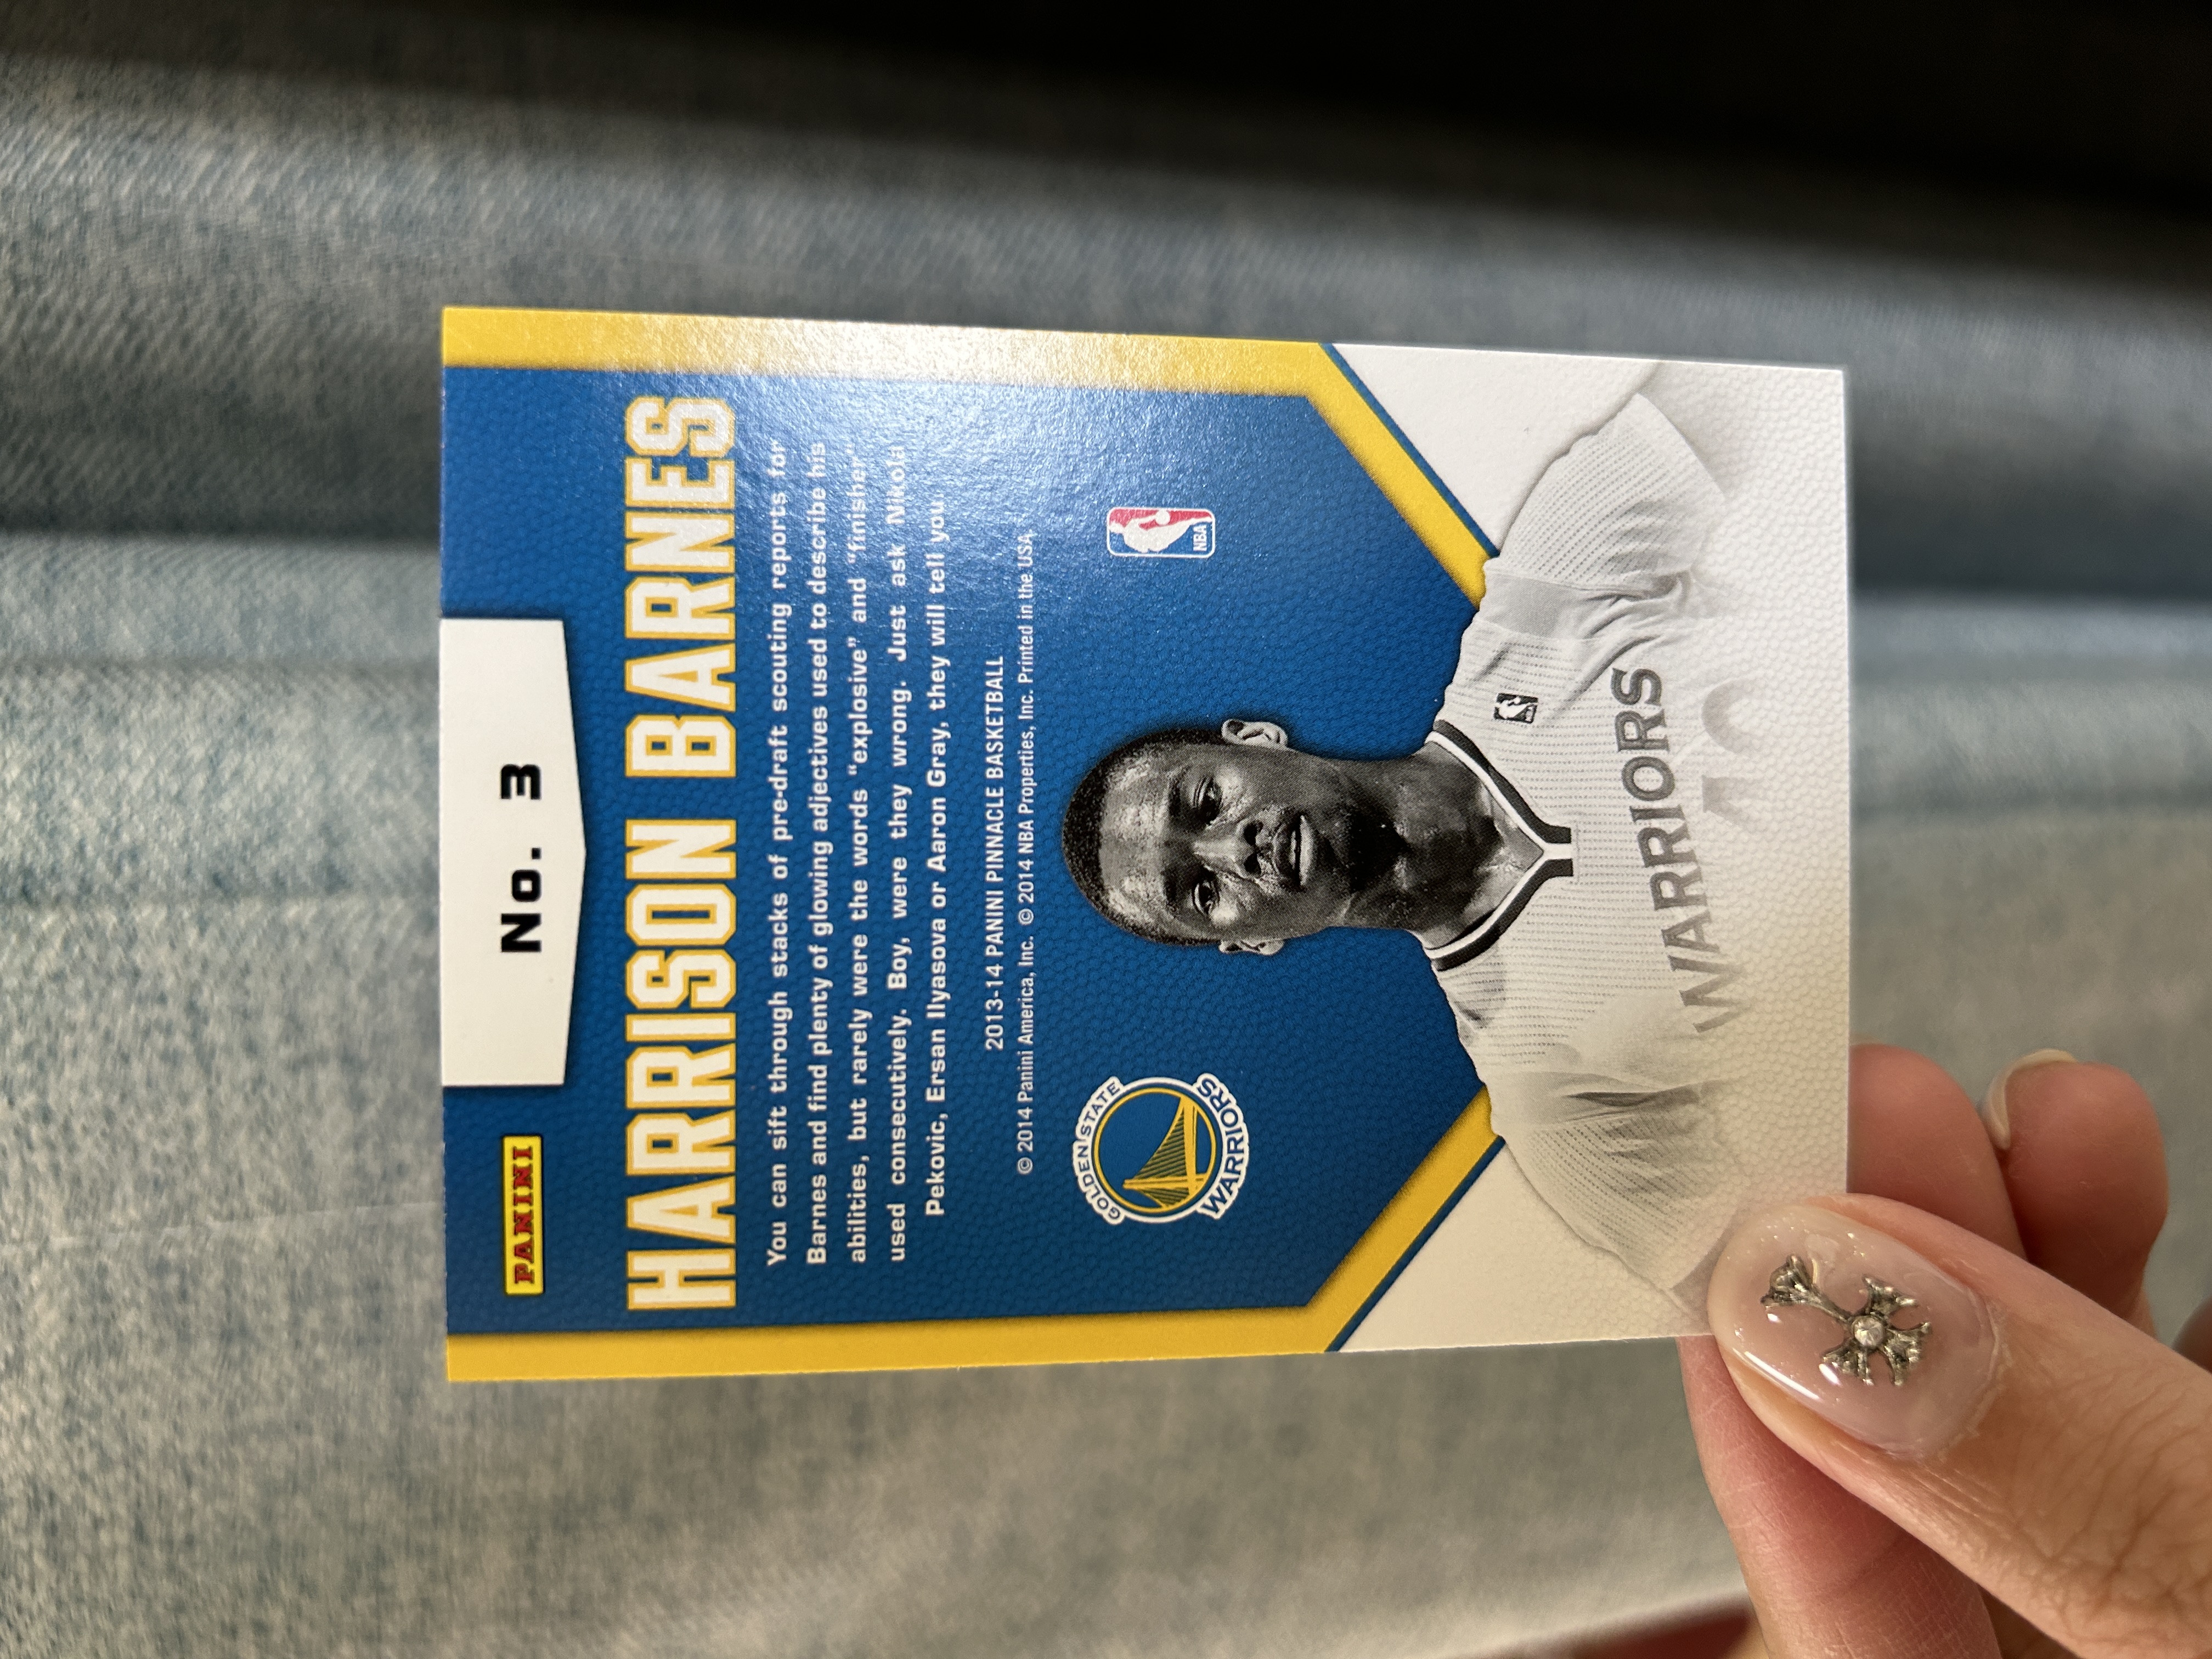 No. 3
PANINI
HARRISON BARNES
You can sift through stacks of pre-draft scouting reports for
Barnes and find plenty of glowing adjectives used to describe his
abilities, but rarely were the words “explosive” and “finisher”
used consecutively. Boy, were they wrong. Just ask Nikola
Pekovic, Ersan Ilyasova or Aaron Gray, they will tell you.
2013-14 PANINI PINNACLE BASKETBALL
© 2014 Panini America, Inc. © 2014 NBA Properties, Inc. Printed in the USA
GOLDEN STATE
WARRIORS
NBA
WARRIORS